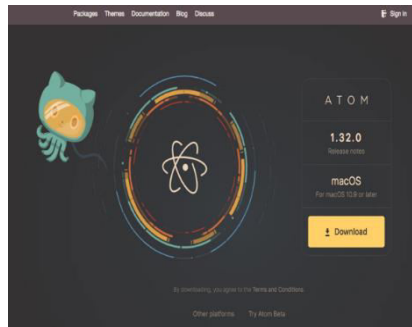 Packages Themes Documentation Blog Discuss Sign in
ATOM
1.32.0
Release notes
macOS
For macOS 10.9 or later
Download
By downloading, you agree to the Terms and Conditions.
Other platforms Try Atom Beta